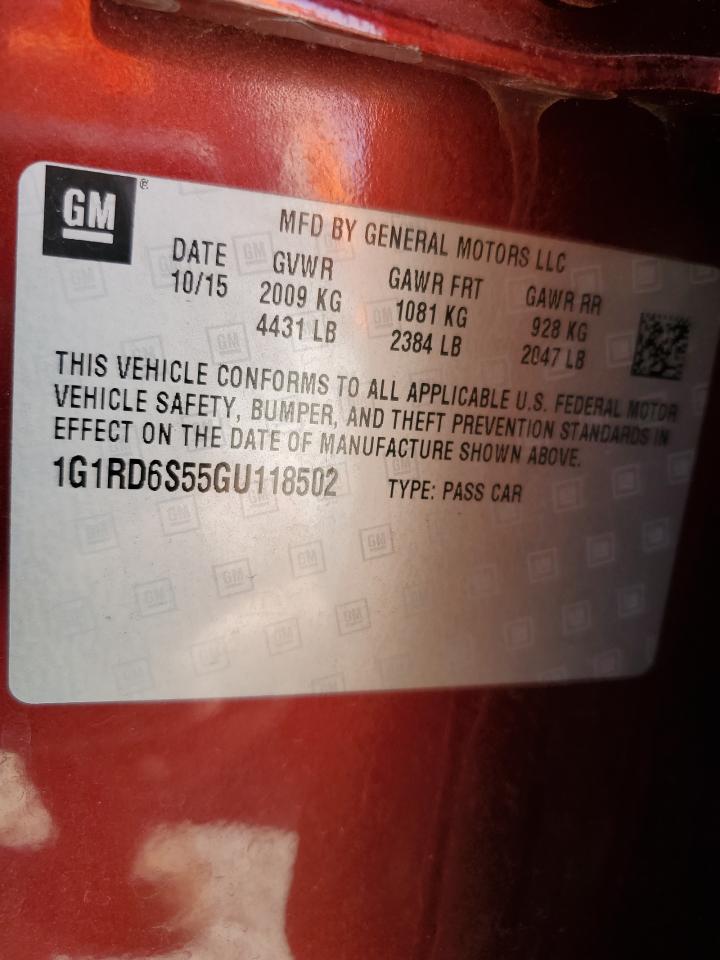 GM®
MFD BY GENERAL MOTORS LLC
DATE GVWR GAWR FRT GAWR RR
10/15 2009 KG 1081 KG 928 KG
4431 LB 2384 LB 2047 LB
THIS VEHICLE CONFORMS TO ALL APPLICABLE U.S. FEDERAL MOTOR
VEHICLE SAFETY, BUMPER, AND THEFT PREVENTION STANDARDS IN
EFFECT ON THE DATE OF MANUFACTURE SHOWN ABOVE.
1G1RD6S55GU118502 TYPE: PASS CAR